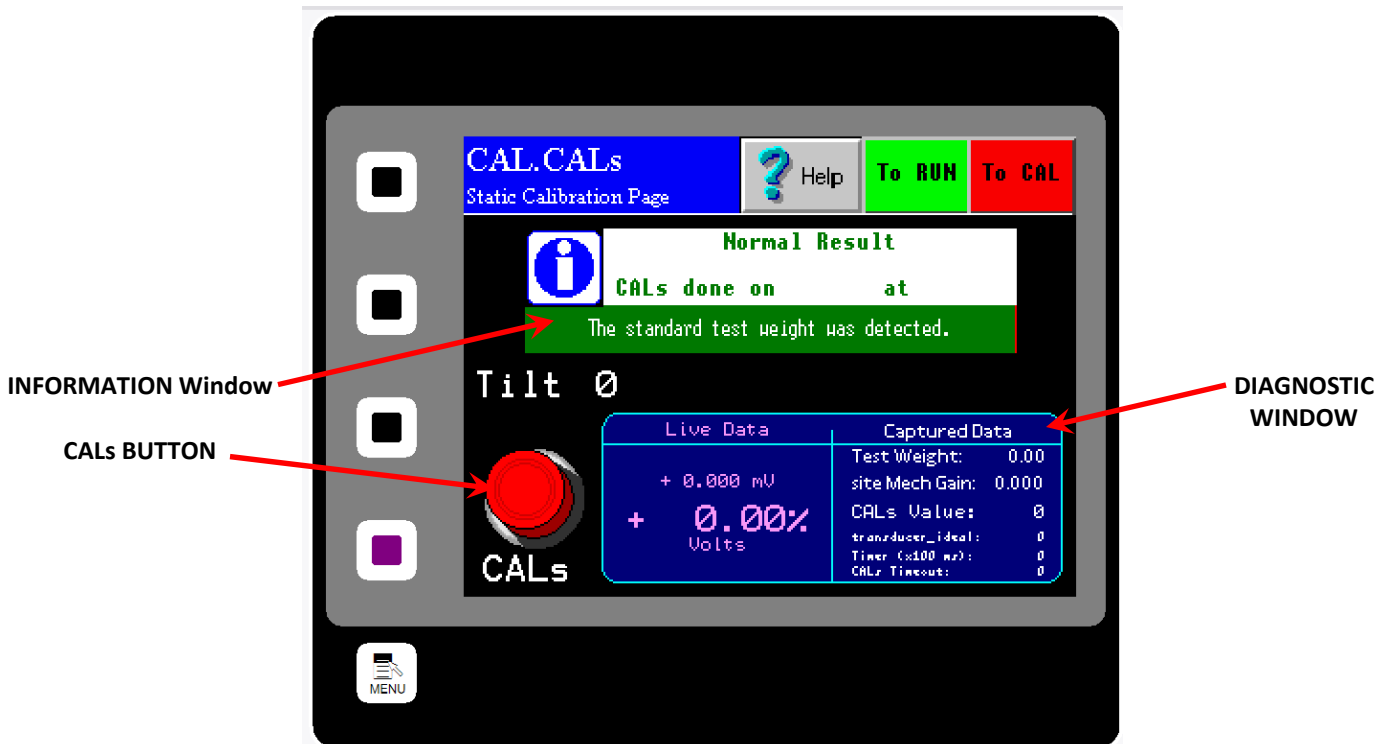 CAL.CALs
Static Calibration Page
Help
To RUN
To CAL
Normal Result
CALs done on at
The standard test weight was detected.
INFORMATION Window
Tilt 0
DIAGNOSTIC
WINDOW
CALs BUTTON
Live Data
+ 0.000 mV
+ 0.00%
Volts
Captured Data
Test Weight: 0.00
site Mech Gain: 0.000
CALs Value: 0
transducer_ideal: 0
Timer (x100 ms): 0
CALs Timeout: 0
CALs
MENU